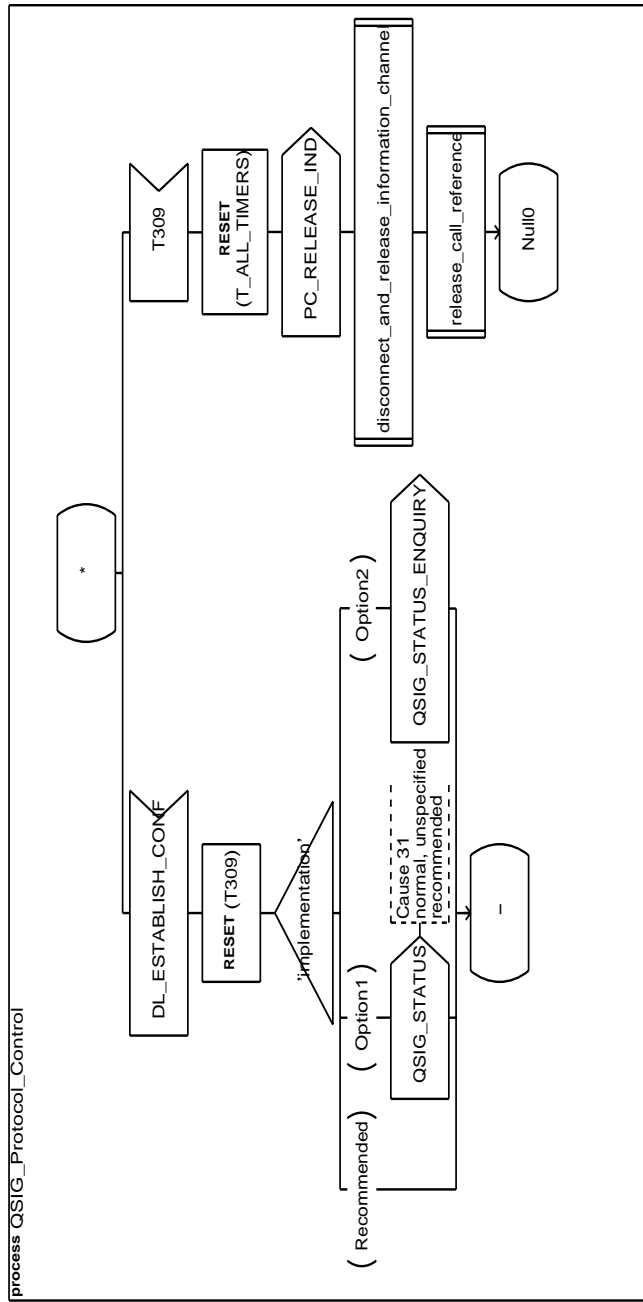 process QSIG_Protocol_Control
*
DL_ESTABLISH_CONF
RESET (T309)
'implementation'
( Recommended)
( Option1 )
( Option2 )
QSIG_STATUS
Cause 31
normal, unspecified
recommended
QSIG_STATUS_ENQUIRY
–
T309
RESET
(T_ALL_TIMERS)
PC_RELEASE_IND
disconnect_and_release_information_channel
release_call_reference
Null0